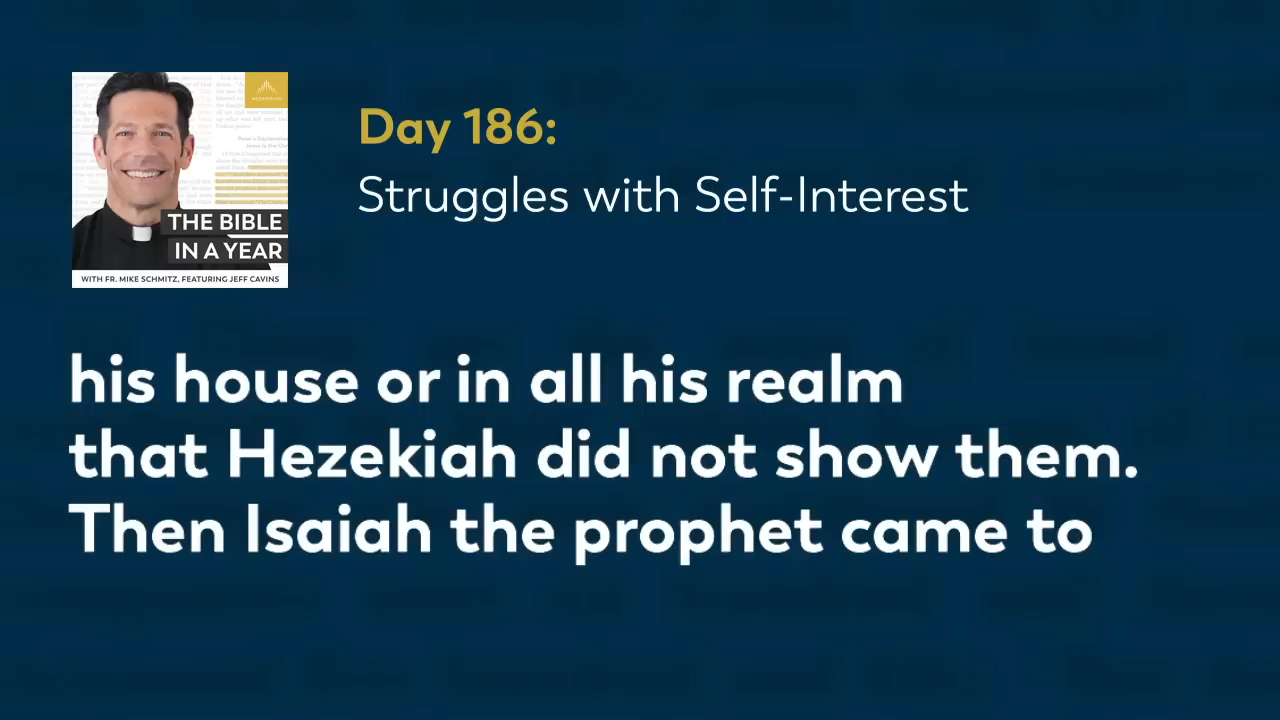 Day 186:
Struggles with Self-Interest
THE BIBLE
IN A YEAR
WITH FR. MIKE SCHMITZ, FEATURING JEFF CAVINS
his house or in all his realm
that Hezekiah did not show them.
Then Isaiah the prophet came to